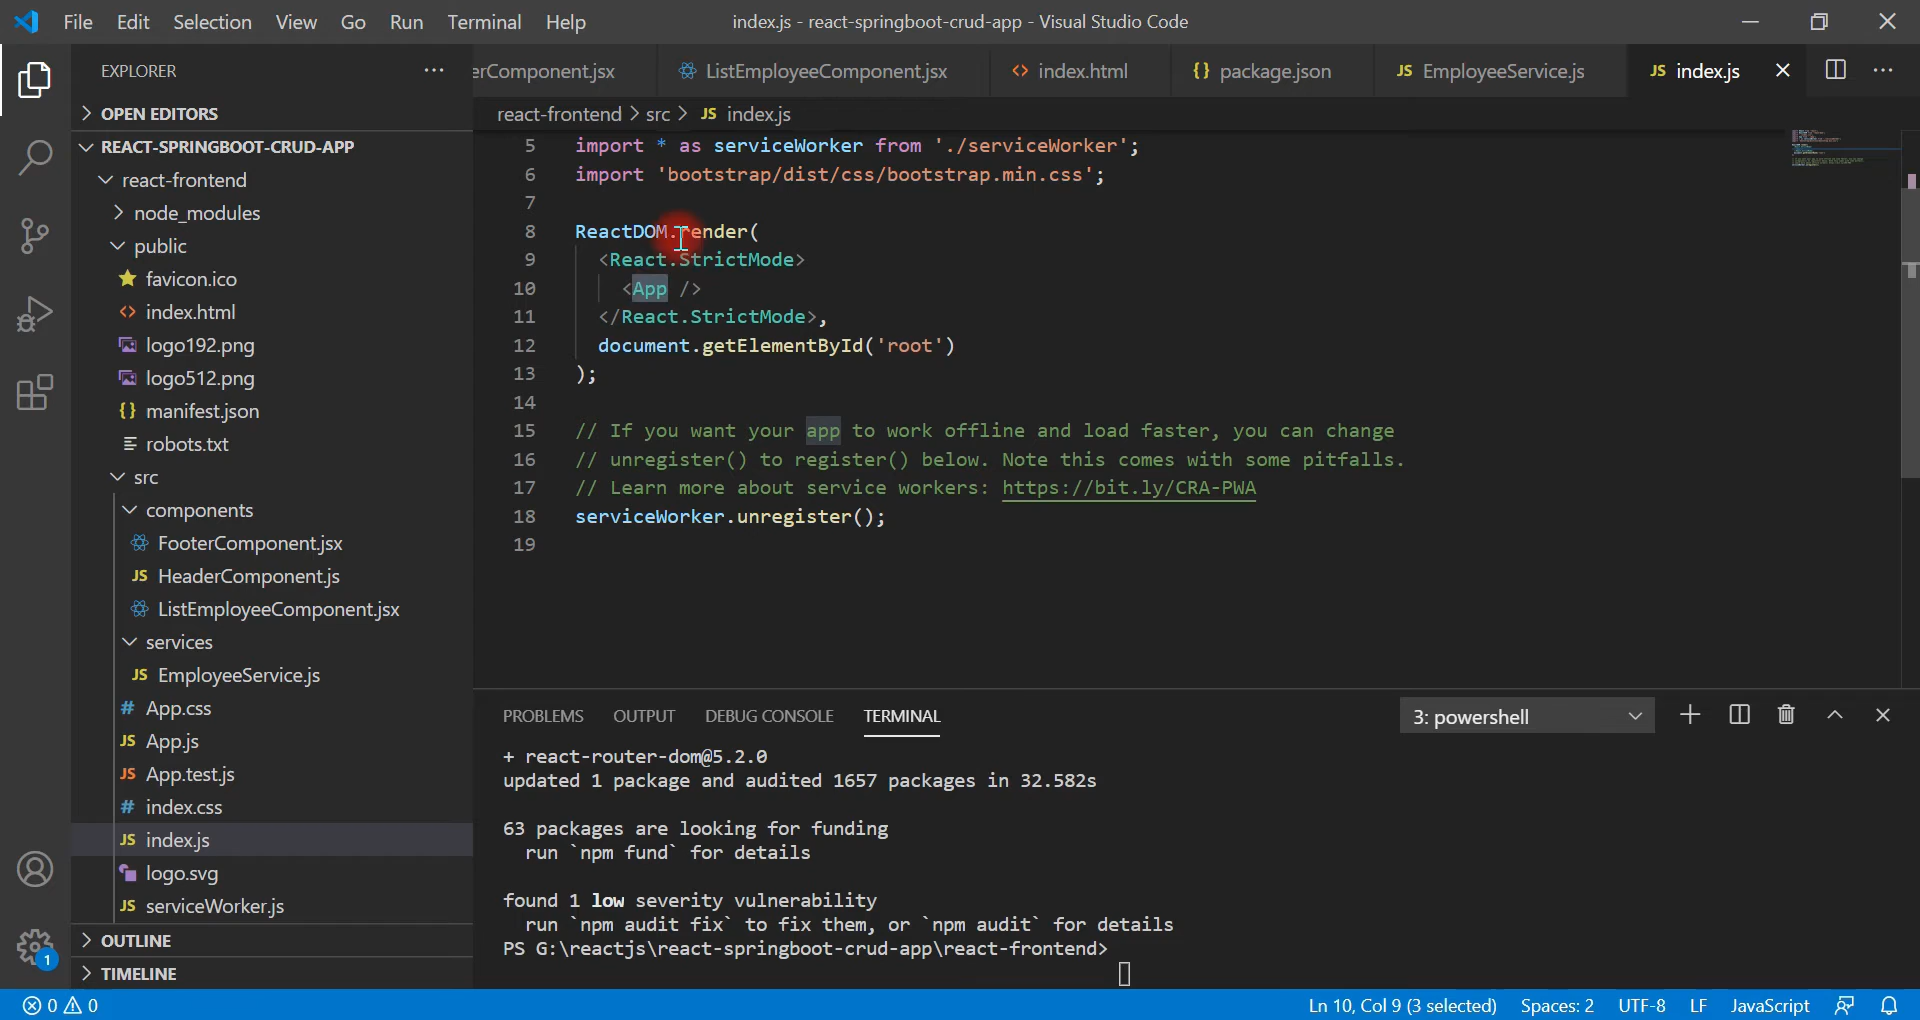 File Edit Selection View Go Run Terminal Help index.js - react-springboot-crud-app - Visual Studio Code
EXPLORER
OPEN EDITORS
REACT-SPRINGBOOT-CRUD-APP
react-frontend
node_modules
public
favicon.ico
index.html
logo192.png
logo512.png
manifest.json
robots.txt
src
components
FooterComponent.jsx
HeaderComponent.js
ListEmployeeComponent.jsx
services
EmployeeService.js
App.css
App.js
App.test.js
index.css
index.js
logo.svg
serviceWorker.js
OUTLINE
TIMELINE
erComponent.jsx ListEmployeeComponent.jsx index.html package.json EmployeeService.js index.js
react-frontend > src > JS index.js
5 import * as serviceWorker from './serviceWorker';
6 import 'bootstrap/dist/css/bootstrap.min.css';
7
8 ReactDOM.render(
9 <React.StrictMode>
10 <App />
11 </React.StrictMode>,
12 document.getElementById('root')
13 );
14
15 // If you want your app to work offline and load faster, you can change
16 // unregister() to register() below. Note this comes with some pitfalls.
17 // Learn more about service workers: https://bit.ly/CRA-PWA
18 serviceWorker.unregister();
19
PROBLEMS OUTPUT DEBUG CONSOLE TERMINAL 3: powershell
+ react-router-dom@5.2.0
updated 1 package and audited 1657 packages in 32.582s
63 packages are looking for funding
run `npm fund` for details
found 1 low severity vulnerability
run `npm audit fix` to fix them, or `npm audit` for details
PS G:\reactjs\react-springboot-crud-app\react-frontend>
1
0 0 Ln 10, Col 9 (3 selected) Spaces: 2 UTF-8 LF JavaScript